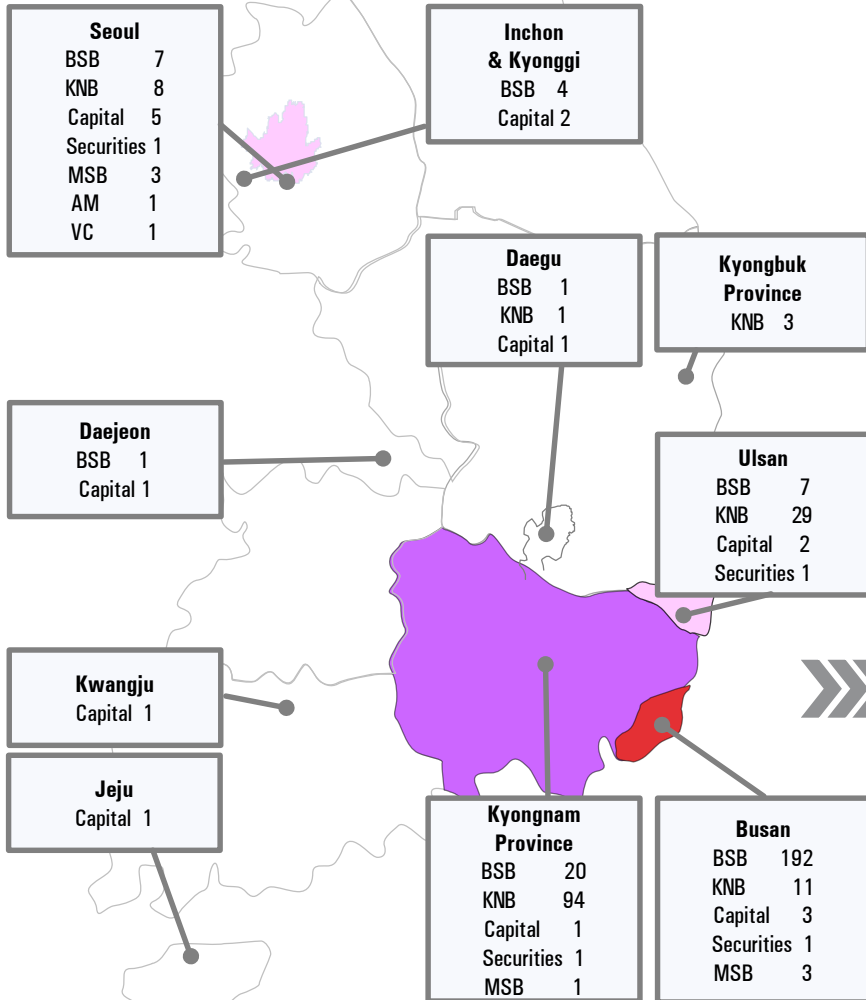 Seoul
BSB 7
KNB 8
Capital 5
Securities 1
MSB 3
AM 1
VC 1
Inchon
& Kyonggi
BSB 4
Capital 2
Daegu
BSB 1
KNB 1
Capital 1
Kyongbuk
Province
KNB 3
Daejeon
BSB 1
Capital 1
Ulsan
BSB 7
KNB 29
Capital 2
Securities 1
Kwangju
Capital 1
Jeju
Capital 1
Kyongnam
Province
BSB 20
KNB 94
Capital 1
Securities 1
MSB 1
Busan
BSB 192
KNB 11
Capital 3
Securities 1
MSB 3